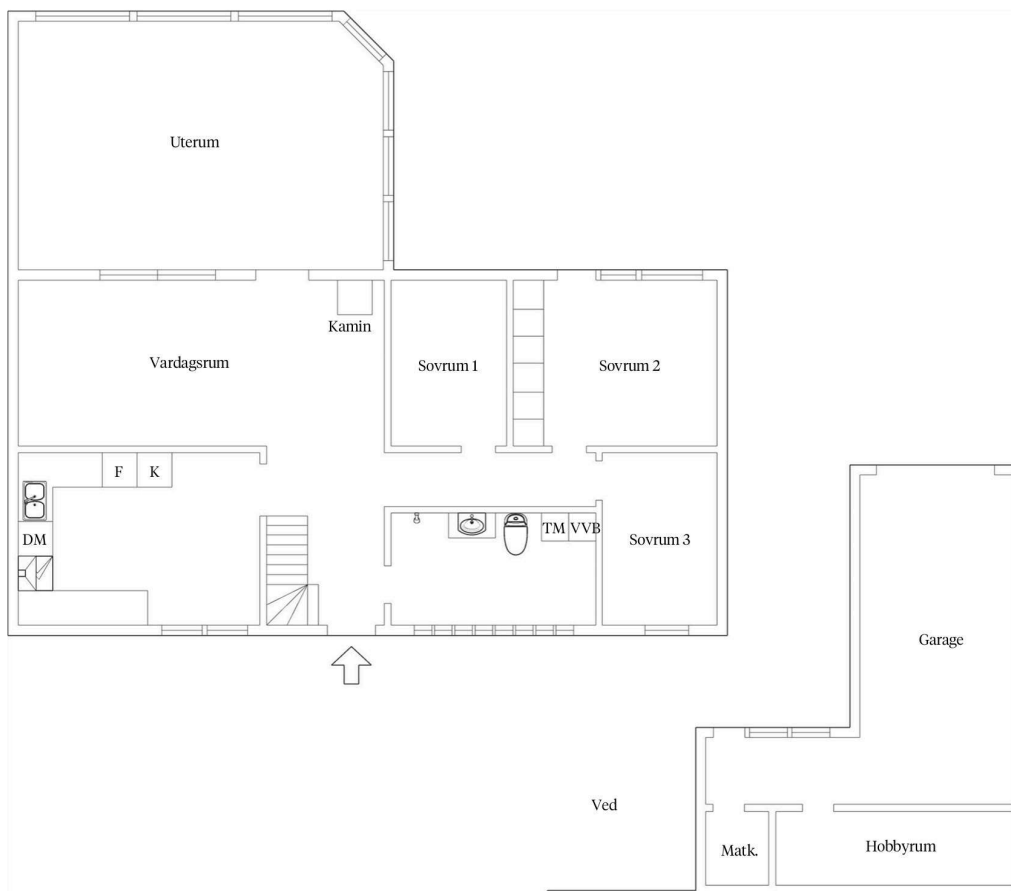 Uterum
Kamin
Vardagsrum
Sovrum 1
Sovrum 2
F
K
DM
TM
VVB
Sovrum 3
Garage
Ved
Matk.
Hobbyrum